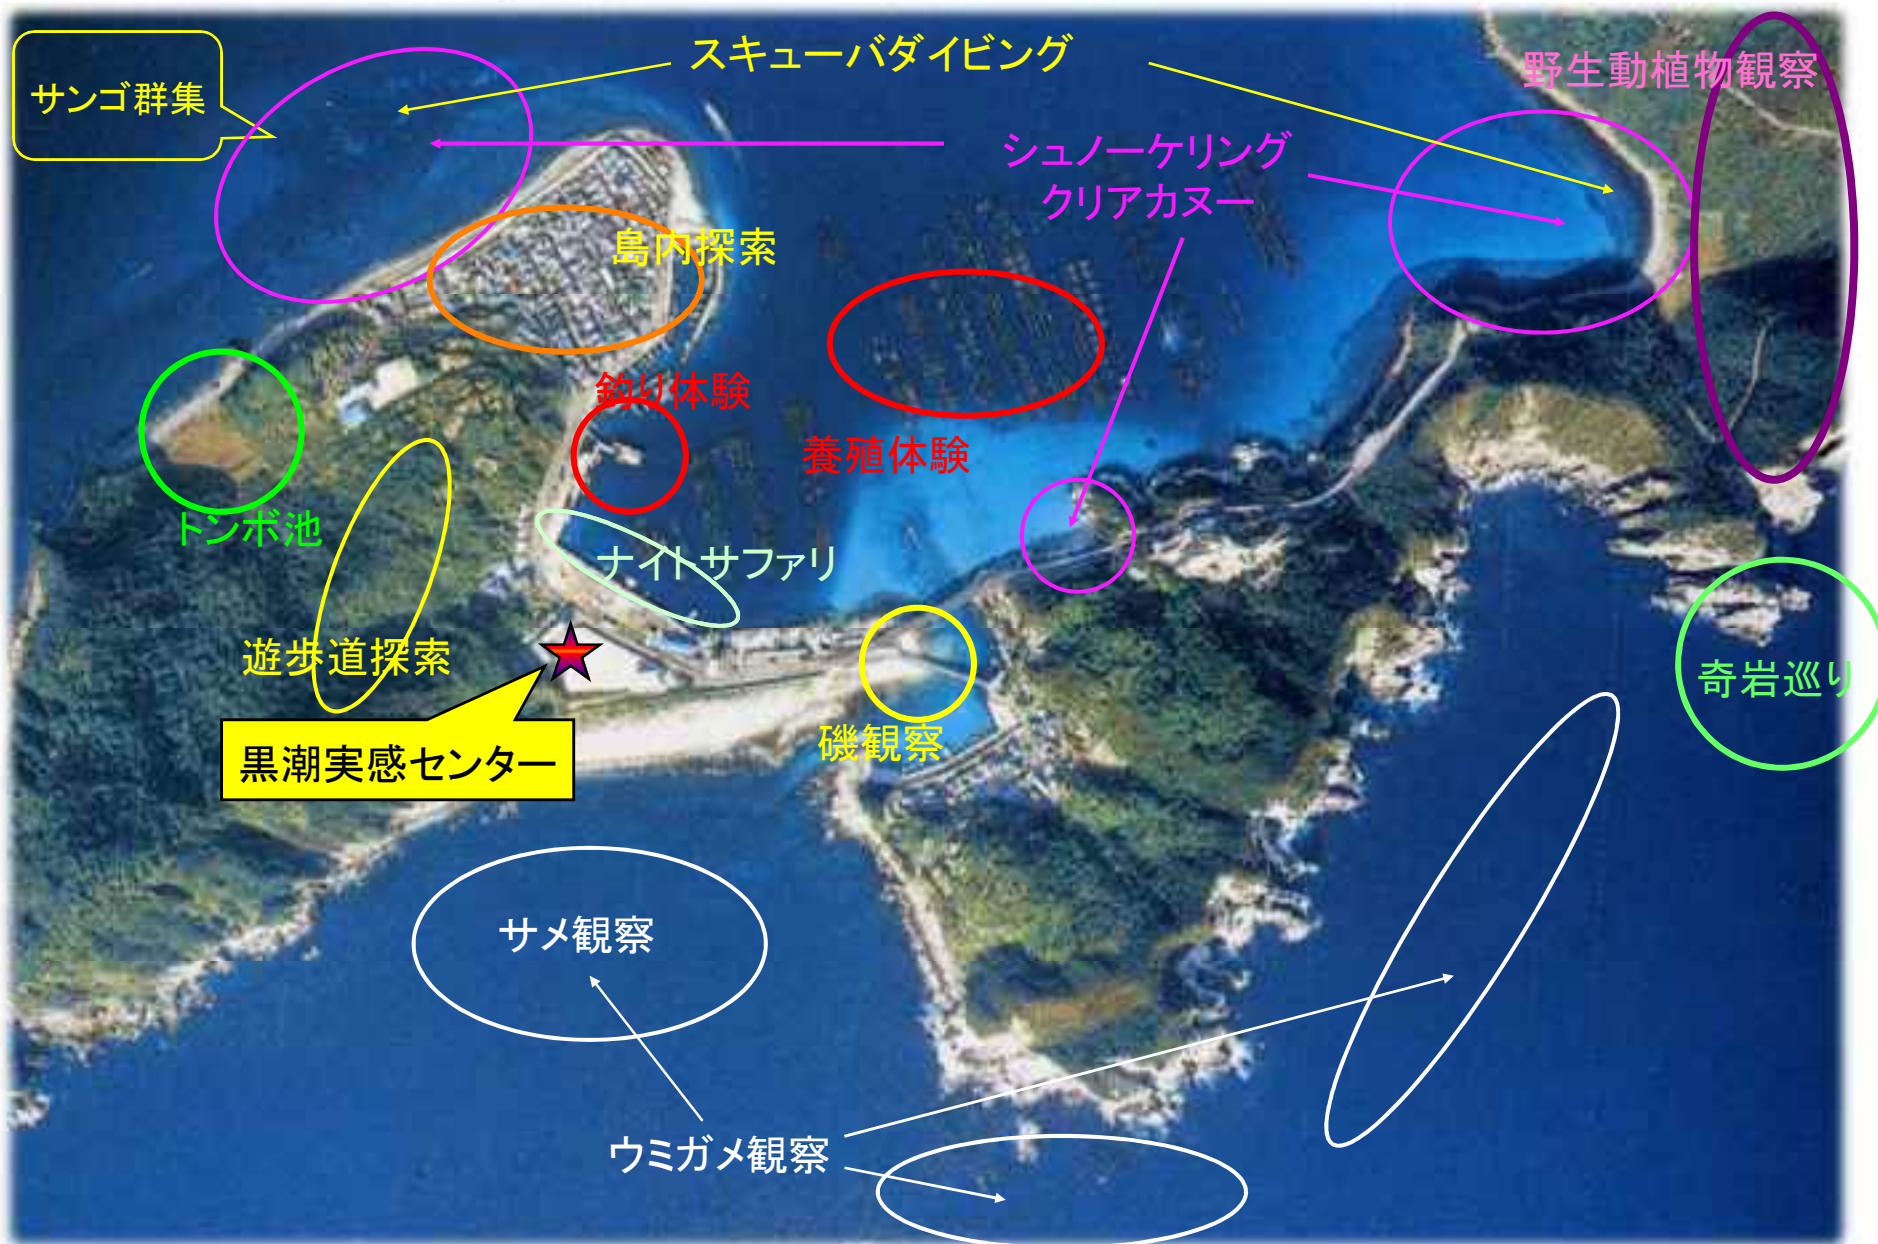 スキューバダイビング
野生動植物観察
サンゴ群集
シュノーケリング
クリアカヌー
島内探索
釣り体験
養殖体験
トンボ池
ナイトサファリ
遊歩道探索
奇岩巡り
磯観察
黒潮実感センター
サメ観察
ウミガメ観察